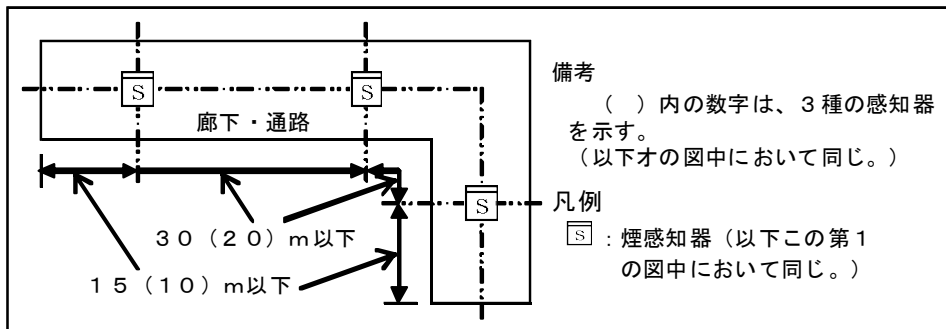 S
S
廊下・通路
S
30(20)m以下
15(10)m以下
備考
( )内の数字は、3種の感知器
を示す。
(以下オの図中において同じ。)
凡例
S:煙感知器(以下この第1
の図中において同じ。)